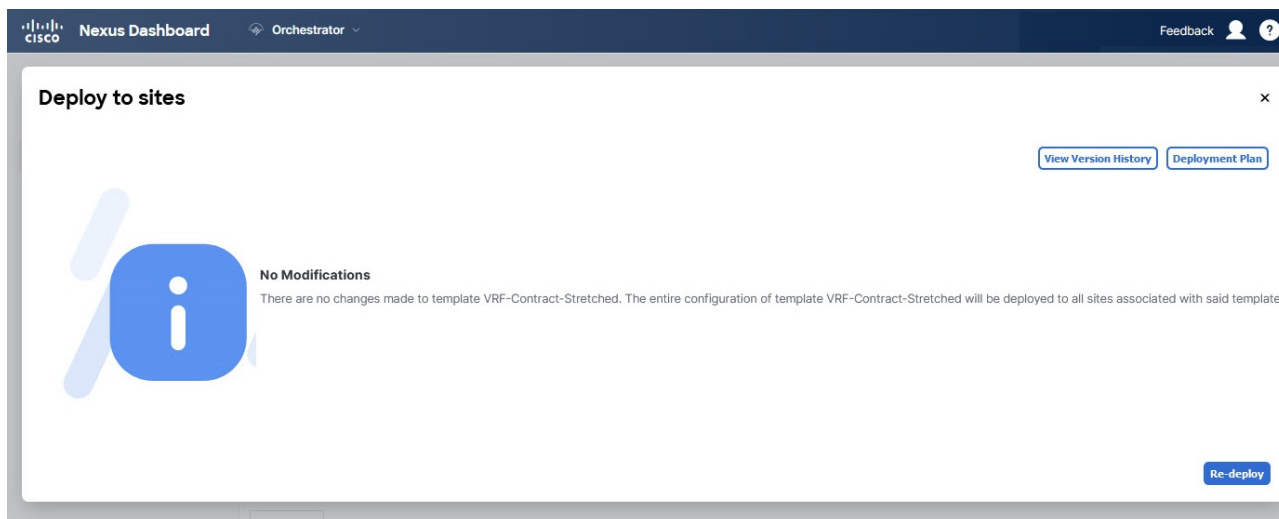 CISCO Nexus Dashboard Orchestrator Feedback ?
Deploy to sites ×
View Version History Deployment Plan
No Modifications
There are no changes made to template VRF-Contract-Stretched. The entire configuration of template VRF-Contract-Stretched will be deployed to all sites associated with said template
Re-deploy